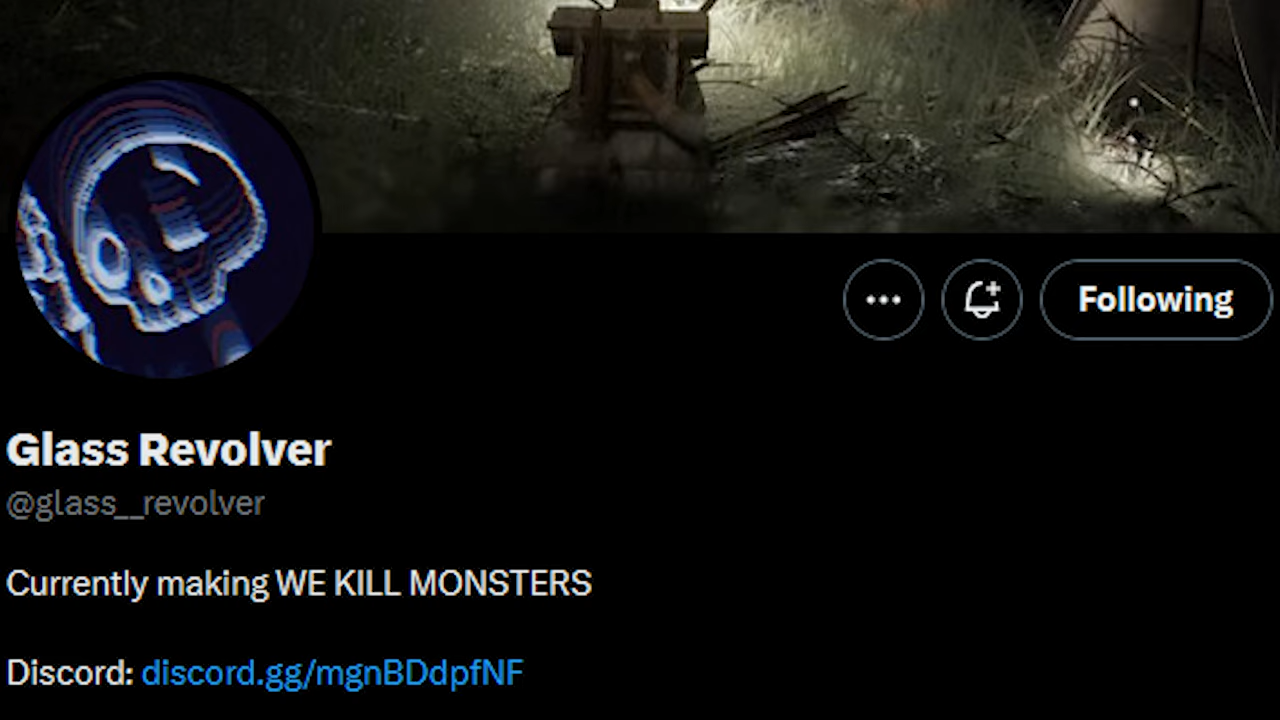 Following
Glass Revolver
@glass__revolver
Currently making WE KILL MONSTERS
Discord: discord.gg/mgnBDdpfNF